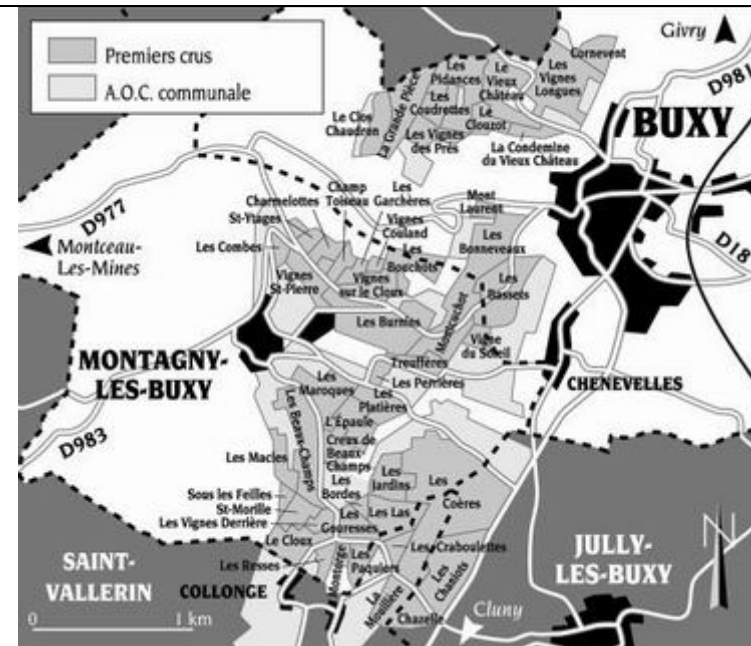 Premiers crus
A.O.C. communale
Givry
D981
BUXY
Cornevent
Les
Vignes
Longues
Le
Vieux
Château
Les
Pidances
Les
Coudrettes
Le
Clouzot
La Grande Pièce
Le Clos
Chaudron
Les Vignes
des Prés
La Condemine
du Vieux Château
D977
Montceau-
Les-Mines
Charmelottes
Champ
Toiseau
Les
Garchères
Mont
Laurent
St-Ytages
Vignes
Couland
Les Combes
Les
Bouchots
Les
Bonneveaux
D18
Vignes
St-Pierre
Vignes
sur le Cloux
Les
Bassets
Les Burnins
Montcuchot
Vigne
du Soleil
MONTAGNY-
LES-BUXY
Treuffères
Les Perrières
CHENEVELLES
Les
Maroques
Les
Platières
Les Beaux-Champs
L'Epaule
Creux de
Beaux-
Champs
D983
Les Macles
Les
Jardins
Les
Coères
Sous les Feilles
St-Morille
Les Vignes Derrière
Les
Bordes
Les
Gouresses
Les Las
Le Cloux
Les Craboulettes
Les Resses
Montorge
Les
Paquiers
Les Chaniots
La
Mouillère
Chazelle
SAINT-
VALLERIN
COLLONGE
JULLY-
LES-BUXY
Cluny
N
0 1 km